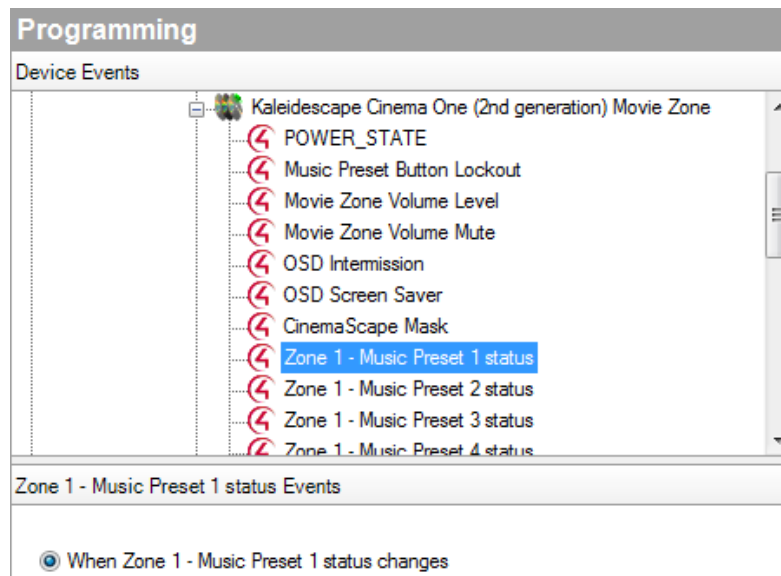 Programming
Device Events
Kaleidescape Cinema One (2nd generation) Movie Zone
POWER_STATE
Music Preset Button Lockout
Movie Zone Volume Level
Movie Zone Volume Mute
OSD Intermission
OSD Screen Saver
CinemaScape Mask
Zone 1 - Music Preset 1 status
Zone 1 - Music Preset 2 status
Zone 1 - Music Preset 3 status
Zone 1 - Music Preset 4 status
Zone 1 - Music Preset 1 status Events
When Zone 1 - Music Preset 1 status changes